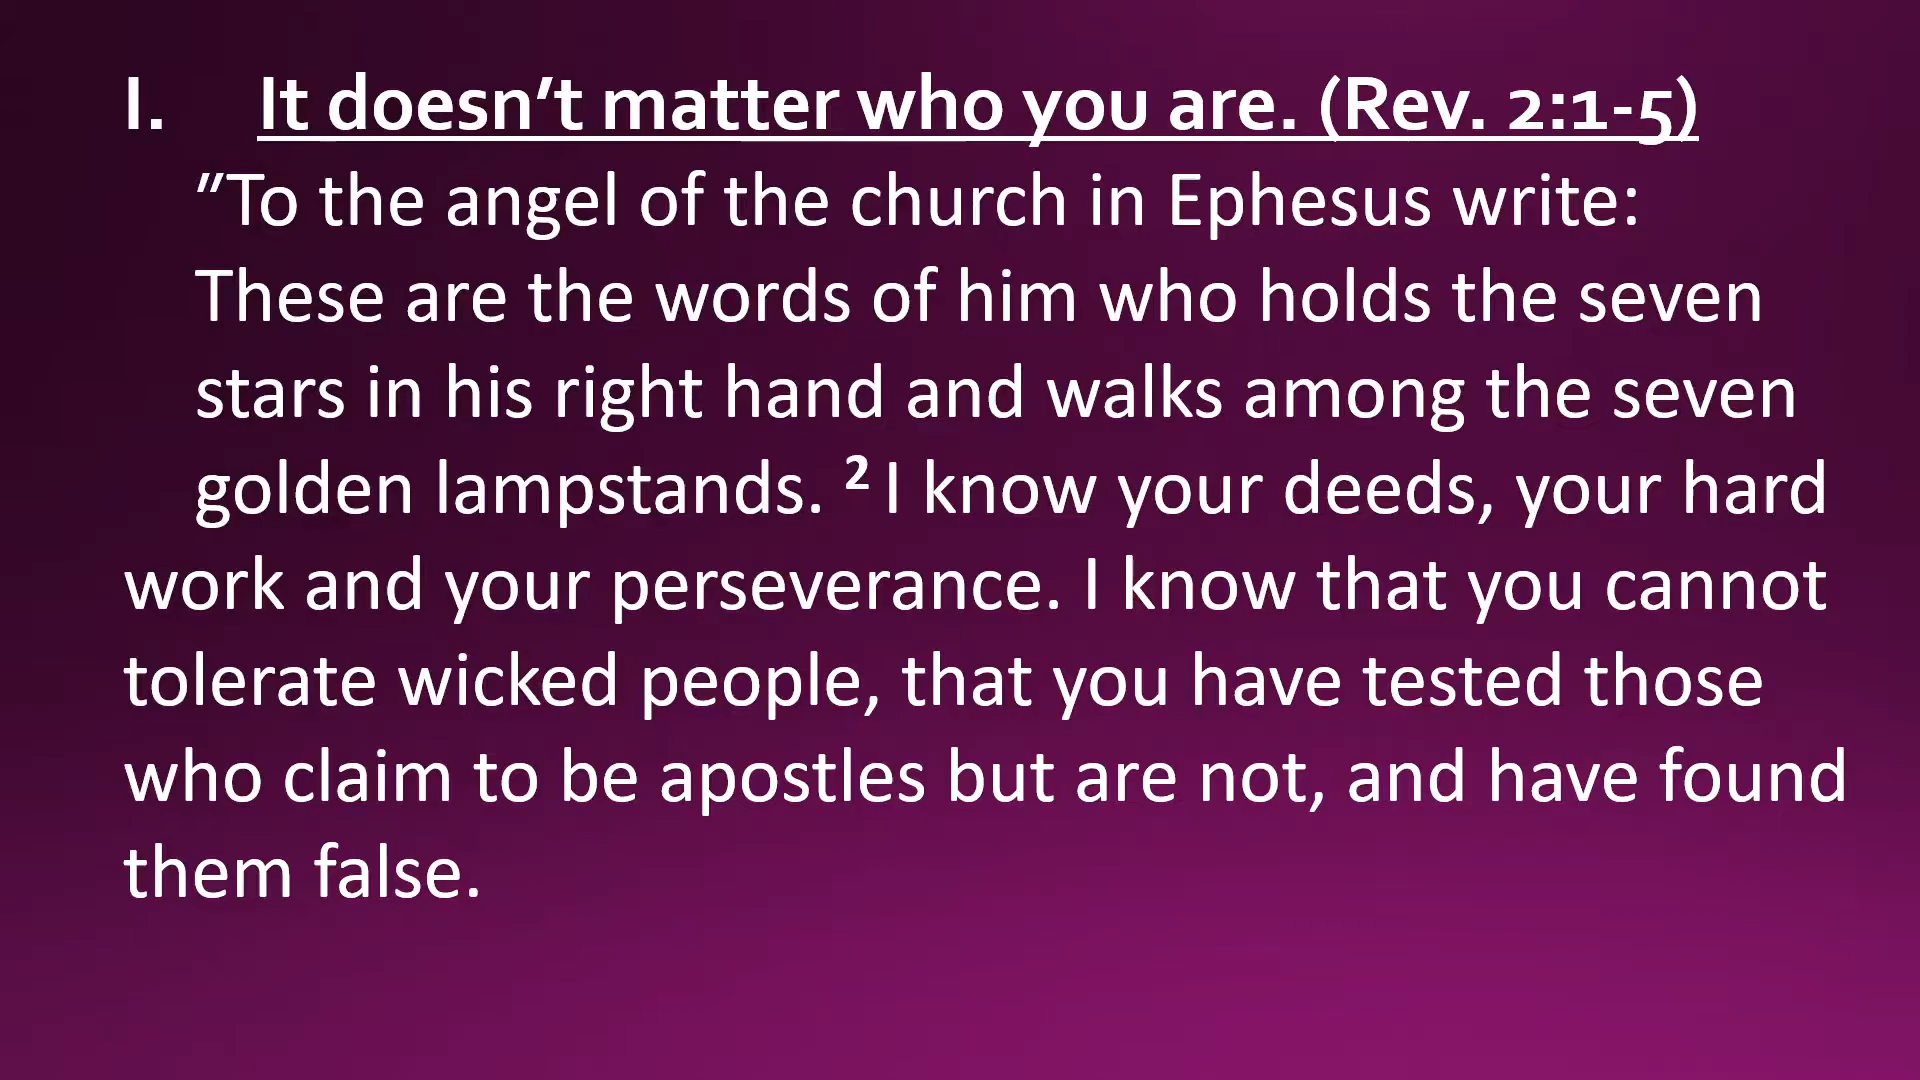 I. It doesn't matter who you are. (Rev. 2:1-5)
"To the angel of the church in Ephesus write:
These are the words of him who holds the seven
stars in his right hand and walks among the seven
golden lampstands. ² I know your deeds, your hard
work and your perseverance. I know that you cannot
tolerate wicked people, that you have tested those
who claim to be apostles but are not, and have found
them false.